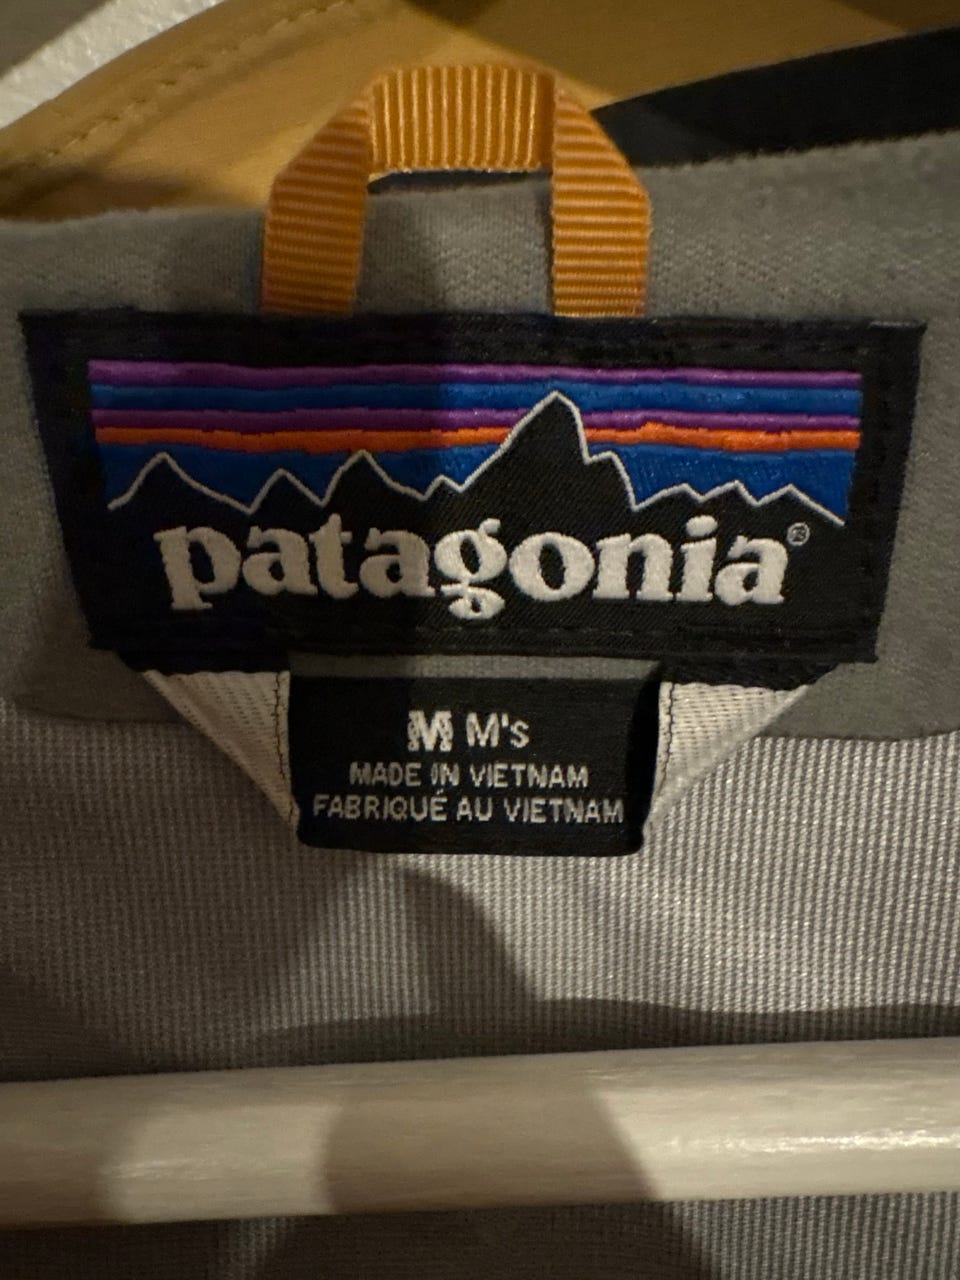 patagonia®
M M's
MADE IN VIETNAM
FABRIQUÉ AU VIETNAM